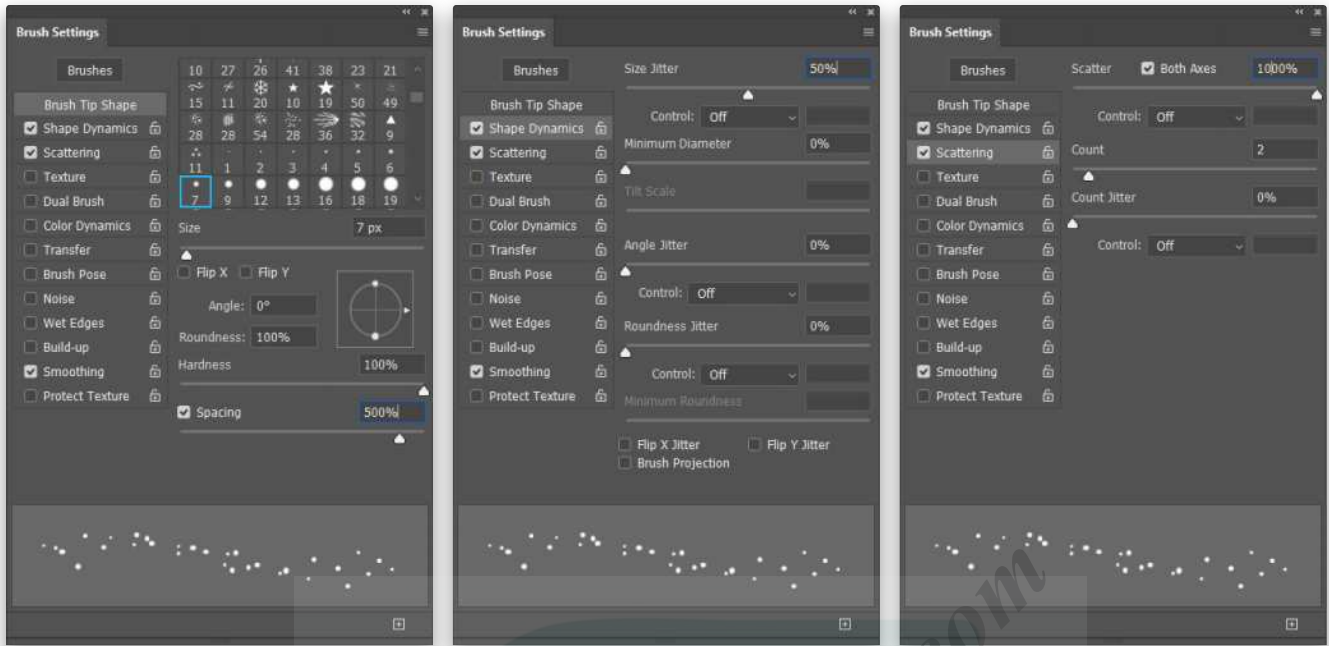 Brush Settings
Brushes
10 27 26 41 38 23 21
Brush Tip Shape
15 11 20 10 19 50 49
Shape Dynamics
28 28 54 28 36 32 9
Scattering
Texture
11 1 2 3 4 5 6
Dual Brush
7 9 12 13 16 18 19
Color Dynamics
Size 7 px
Transfer
Brush Pose
Flip X Flip Y
Noise
Angle: 0°
Wet Edges
Roundness: 100%
Build-up
Hardness 100%
Smoothing
Protect Texture
Spacing 500%
Brush Settings
Brushes
Size Jitter 50%
Brush Tip Shape
Control: Off
Shape Dynamics
Minimum Diameter 0%
Scattering
Texture
Tilt Scale
Dual Brush
Color Dynamics
Angle Jitter 0%
Transfer
Brush Pose
Control: Off
Noise
Wet Edges
Roundness Jitter 0%
Build-up
Smoothing
Control: Off
Protect Texture
Minimum Roundness
Flip X Jitter Flip Y Jitter
Brush Projection
Brush Settings
Brushes
Scatter Both Axes 1000%
Brush Tip Shape
Control: Off
Shape Dynamics
Scattering
Count 2
Texture
Dual Brush
Count Jitter 0%
Color Dynamics
Transfer
Control: Off
Brush Pose
Noise
Wet Edges
Build-up
Smoothing
Protect Texture
com